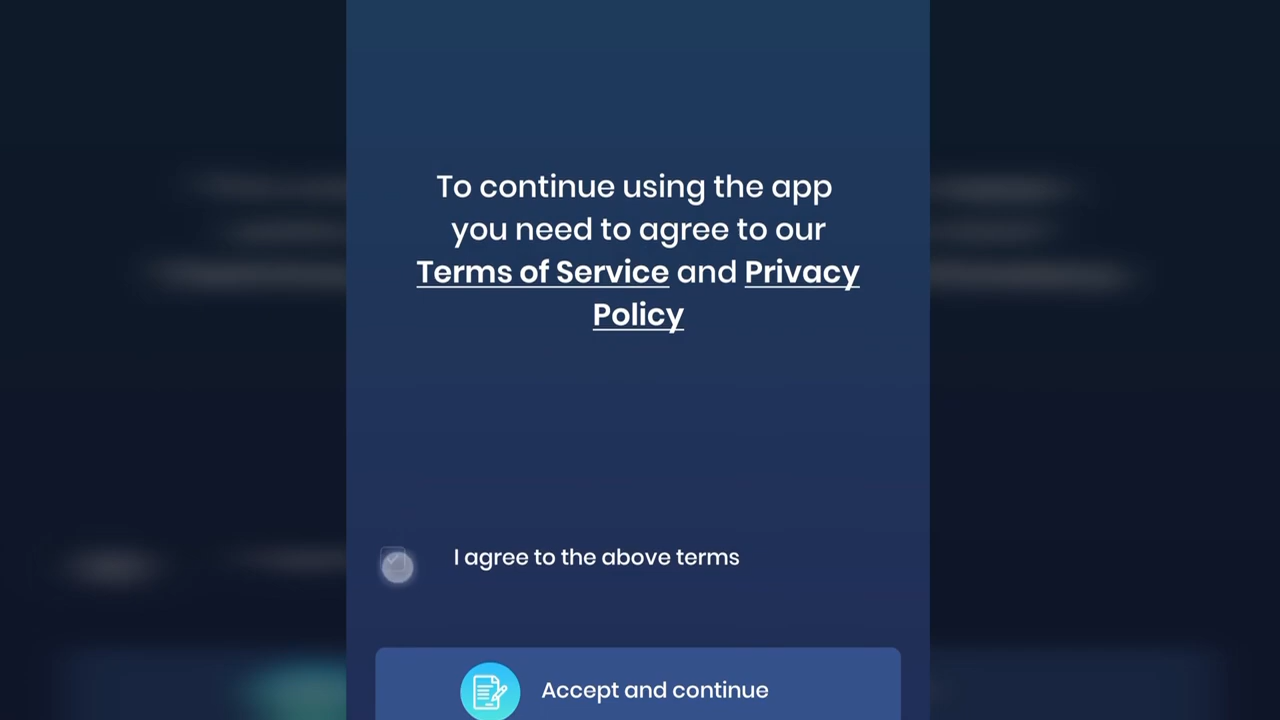 To continue using the app
you need to agree to our
Terms of Service and Privacy
Policy
I agree to the above terms
Accept and continue